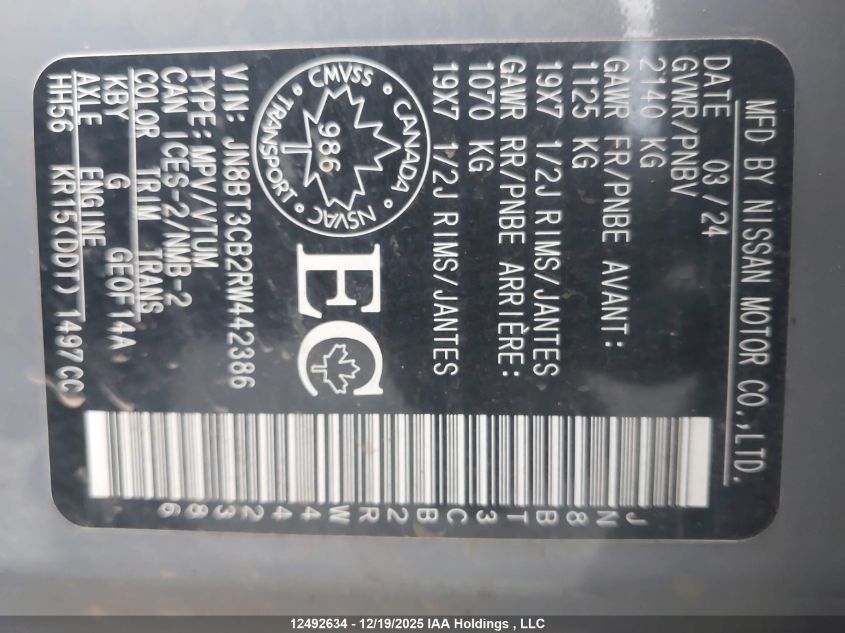 MFD BY NISSAN MOTOR CO.,LTD.
DATE 03/24
GVWR/PNBV
2140 KG
GAWR FR/PNBE AVANT:
1125 KG
19X7 1/2J RIMS/JANTES
GAWR RR/PNBE ARRIÈRE:
1070 KG
19X7 1/2J RIMS/JANTES
CANADA
CMVSS
TRANSPORT
NSVAC
986
EC
VIN: JN8BT3CB2RW442386
TYPE:MPV/VTUM
CAN ICES-2/NMB-2
COLOR TRIM TRANS
KBY G GE0F14A
AXLE ENGINE
HH56 KR15(DDT) 1497CC
JN8BT3CB2RW442386
12492634 - 12/19/2025 IAA Holdings , LLC